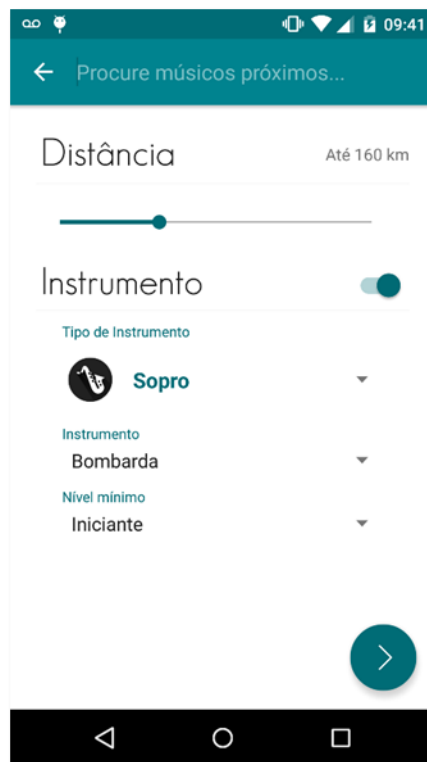 09:41
Procure músicos próximos...
Distância
Até 160 km
Instrumento
Tipo de Instrumento
Sopro
Instrumento
Bombarda
Nível mínimo
Iniciante